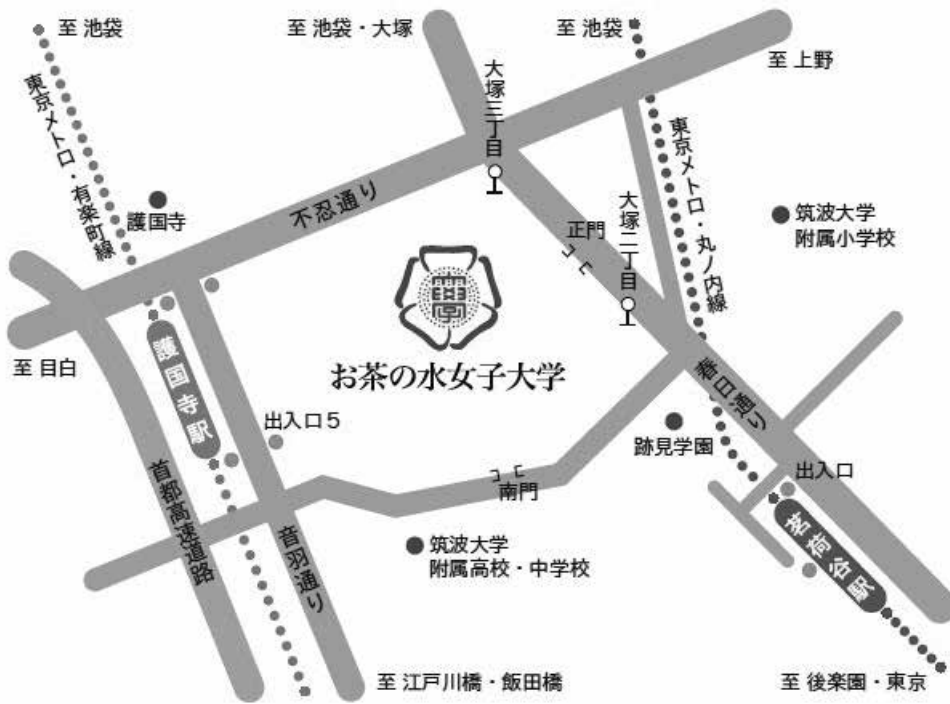 至 池袋
至 池袋・大塚
至 池袋
至 上野
大塚三丁目
東京メトロ・有楽町線
東京メトロ・丸ノ内線
護国寺
不忍通り
正門
大塚二丁目
筑波大学
附属小学校
至 目白
護国寺駅
お茶の水女子大学
春日通り
出入口５
跡見学園
出入口
首都高速道路
南門
音羽通り
筑波大学
附属高校・中学校
茗荷谷駅
至 江戸川橋・飯田橋
至 後楽園・東京